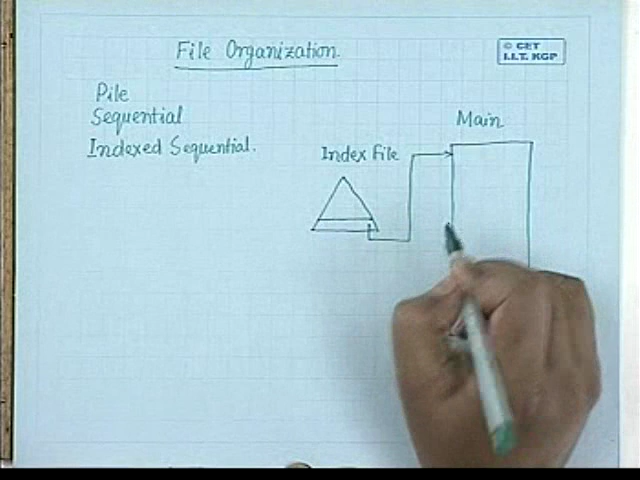 File Organization.
© CET
I.I.T. KGP
Pile
Sequential
Indexed Sequential.
Main
Index File